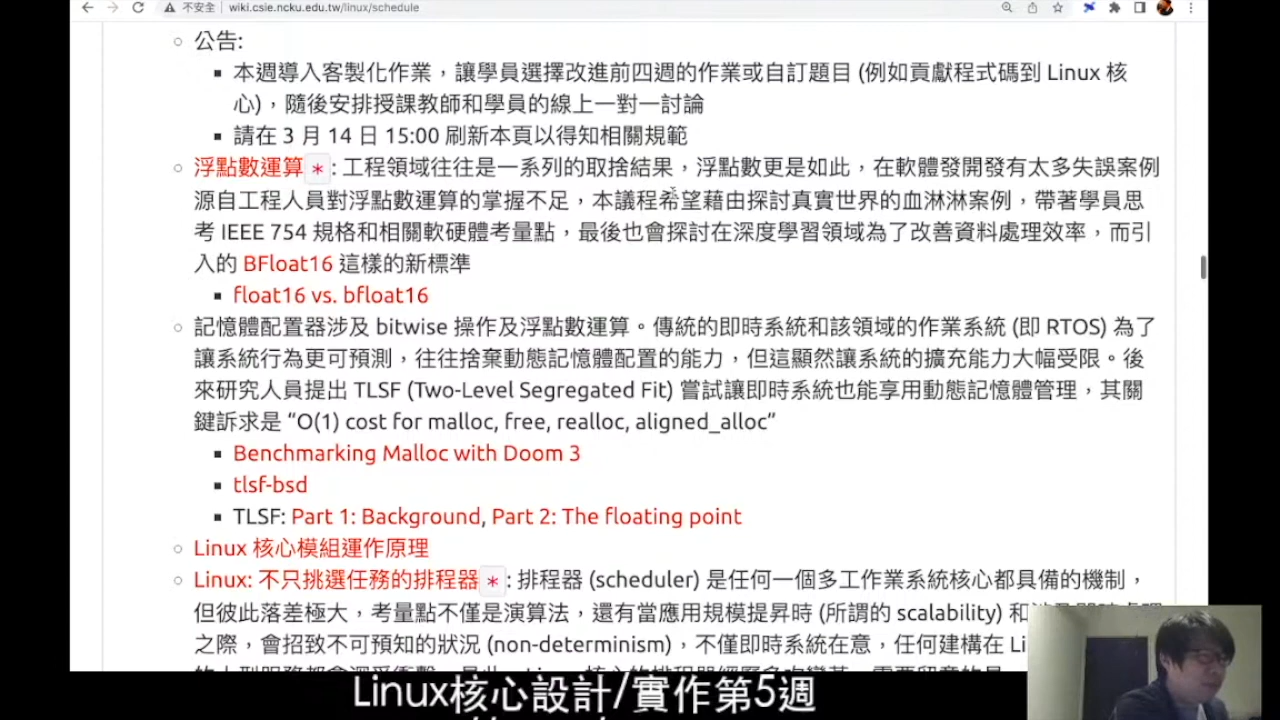 不安全 wiki.csie.ncku.edu.tw/linux/schedule
公告:
本週導入客製化作業，讓學員選擇改進前四週的作業或自訂題目 (例如貢獻程式碼到 Linux 核
心)，隨後安排授課教師和學員的線上一對一討論
請在 3 月 14 日 15:00 刷新本頁以得知相關規範
浮點數運算 * : 工程領域往往是一系列的取捨結果，浮點數更是如此，在軟體發開發有太多失誤案例
源自工程人員對浮點數運算的掌握不足，本議程希望藉由探討真實世界的血淋淋案例，帶著學員思
考 IEEE 754 規格和相關軟硬體考量點，最後也會探討在深度學習領域為了改善資料處理效率，而引
入的 BFloat16 這樣的新標準
float16 vs. bfloat16
記憶體配置器涉及 bitwise 操作及浮點數運算。傳統的即時系統和該領域的作業系統 (即 RTOS) 為了
讓系統行為更可預測，往往捨棄動態記憶體配置的能力，但這顯然讓系統的擴充能力大幅受限。後
來研究人員提出 TLSF (Two-Level Segregated Fit) 嘗試讓即時系統也能享用動態記憶體管理，其關
鍵訴求是 “O(1) cost for malloc, free, realloc, aligned_alloc”
Benchmarking Malloc with Doom 3
tlsf-bsd
TLSF: Part 1: Background, Part 2: The floating point
Linux 核心模組運作原理
Linux: 不只挑選任務的排程器 * : 排程器 (scheduler) 是任何一個多工作業系統核心都具備的機制，
但彼此落差極大，考量點不僅是演算法，還有當應用規模提昇時 (所謂的 scalability) 和
之際，會招致不可預知的狀況 (non-determinism)，不僅即時系統在意，任何建構在 Li
Linux核心設計/實作第5週